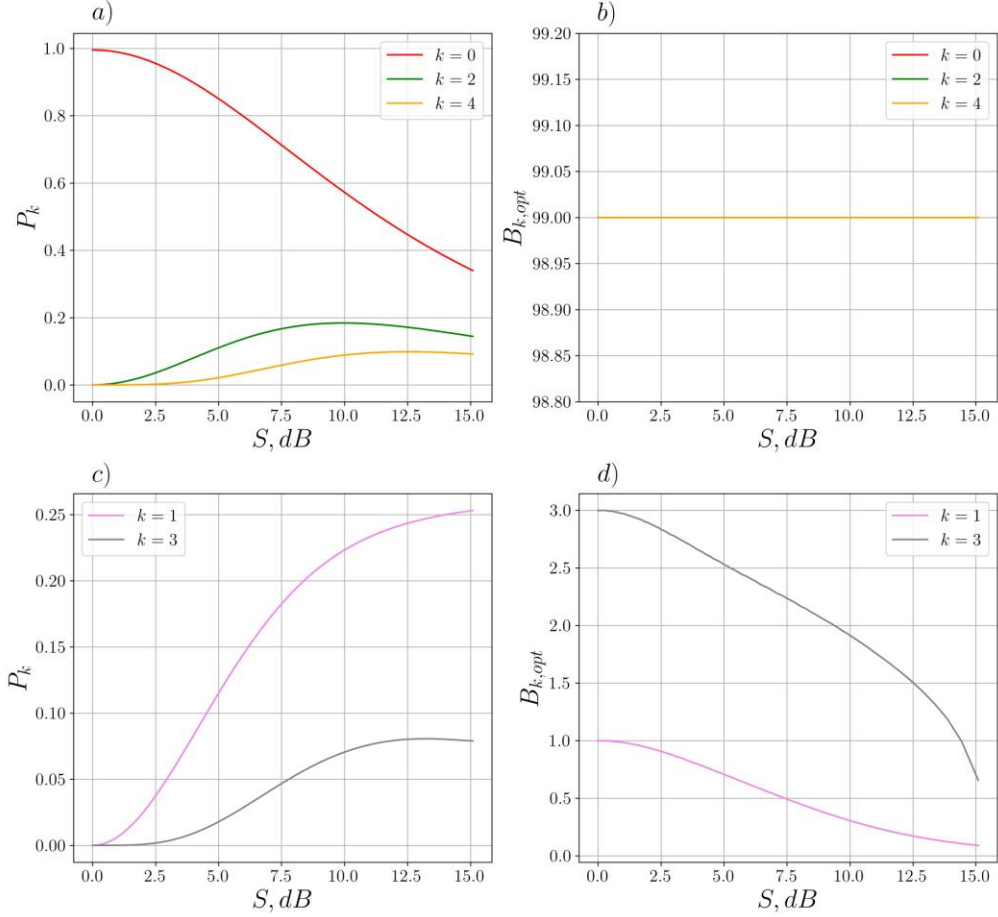 a)
1.0
0.8
0.6
0.4
0.2
0.0
P_k
k = 0
k = 2
k = 4
0.0 2.5 5.0 7.5 10.0 12.5 15.0
S, dB
b)
99.20
99.15
99.10
99.05
99.00
98.95
98.90
98.85
98.80
B_{k,opt}
k = 0
k = 2
k = 4
0.0 2.5 5.0 7.5 10.0 12.5 15.0
S, dB
c)
0.25
0.20
0.15
0.10
0.05
0.00
P_k
k = 1
k = 3
0.0 2.5 5.0 7.5 10.0 12.5 15.0
S, dB
d)
3.0
2.5
2.0
1.5
1.0
0.5
0.0
B_{k,opt}
k = 1
k = 3
0.0 2.5 5.0 7.5 10.0 12.5 15.0
S, dB